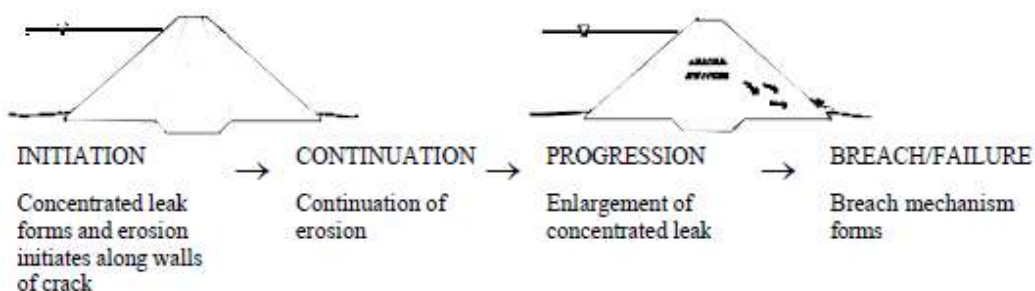 INITIATION → CONTINUATION → PROGRESSION → BREACH/FAILURE
Concentrated leak
forms and erosion
initiates along walls
of crack
Continuation of
erosion
Enlargement of
concentrated leak
Breach mechanism
forms